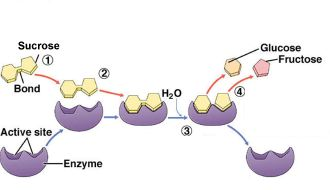 Sucrose
①
Bond
②
H₂O
Glucose
Fructose
④
③
Active site
Enzyme